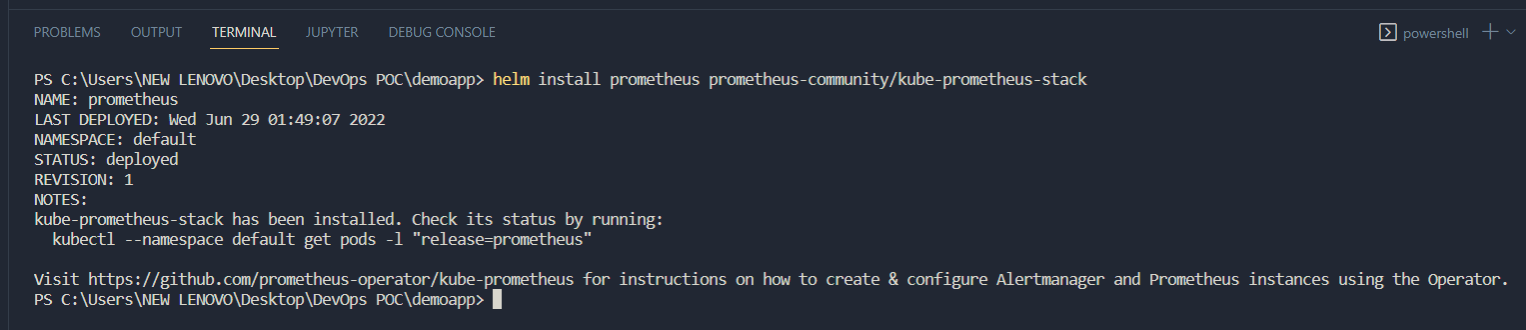 PROBLEMS OUTPUT TERMINAL JUPYTER DEBUG CONSOLE powershell
PS C:\Users\NEW LENOVO\Desktop\DevOps POC\demoapp> helm install prometheus prometheus-community/kube-prometheus-stack
NAME: prometheus
LAST DEPLOYED: Wed Jun 29 01:49:07 2022
NAMESPACE: default
STATUS: deployed
REVISION: 1
NOTES:
kube-prometheus-stack has been installed. Check its status by running:
  kubectl --namespace default get pods -l "release=prometheus"

Visit https://github.com/prometheus-operator/kube-prometheus for instructions on how to create & configure Alertmanager and Prometheus instances using the Operator.
PS C:\Users\NEW LENOVO\Desktop\DevOps POC\demoapp>